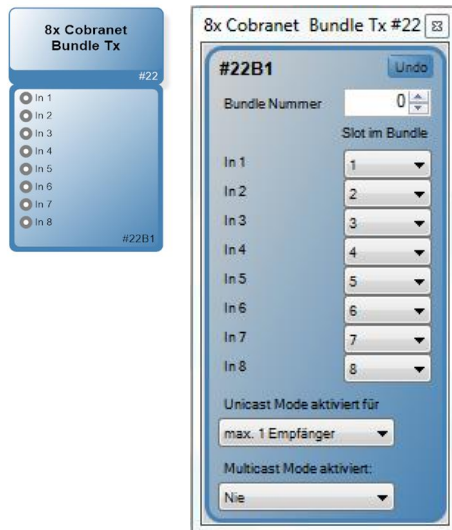 8x Cobranet
Bundle Tx
#22
In 1
In 2
In 3
In 4
In 5
In 6
In 7
In 8
#22B1
8x Cobranet Bundle Tx #22
#22B1 Undo
Bundle Nummer 0
Slot im Bundle
In 1 1
In 2 2
In 3 3
In 4 4
In 5 5
In 6 6
In 7 7
In 8 8
Unicast Mode aktiviert für
max. 1 Empfänger
Multicast Mode aktiviert:
Nie